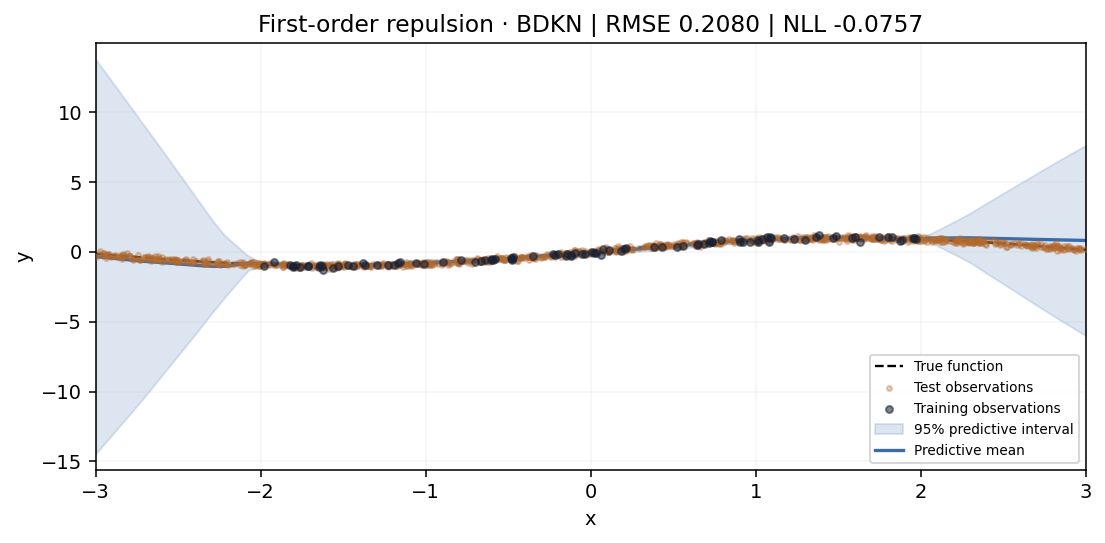 First-order repulsion · BDKN | RMSE 0.2080 | NLL -0.0757
10
5
0
−5
−10
−15
y
−3
−2
−1
0
1
2
3
x
True function
Test observations
Training observations
95% predictive interval
Predictive mean